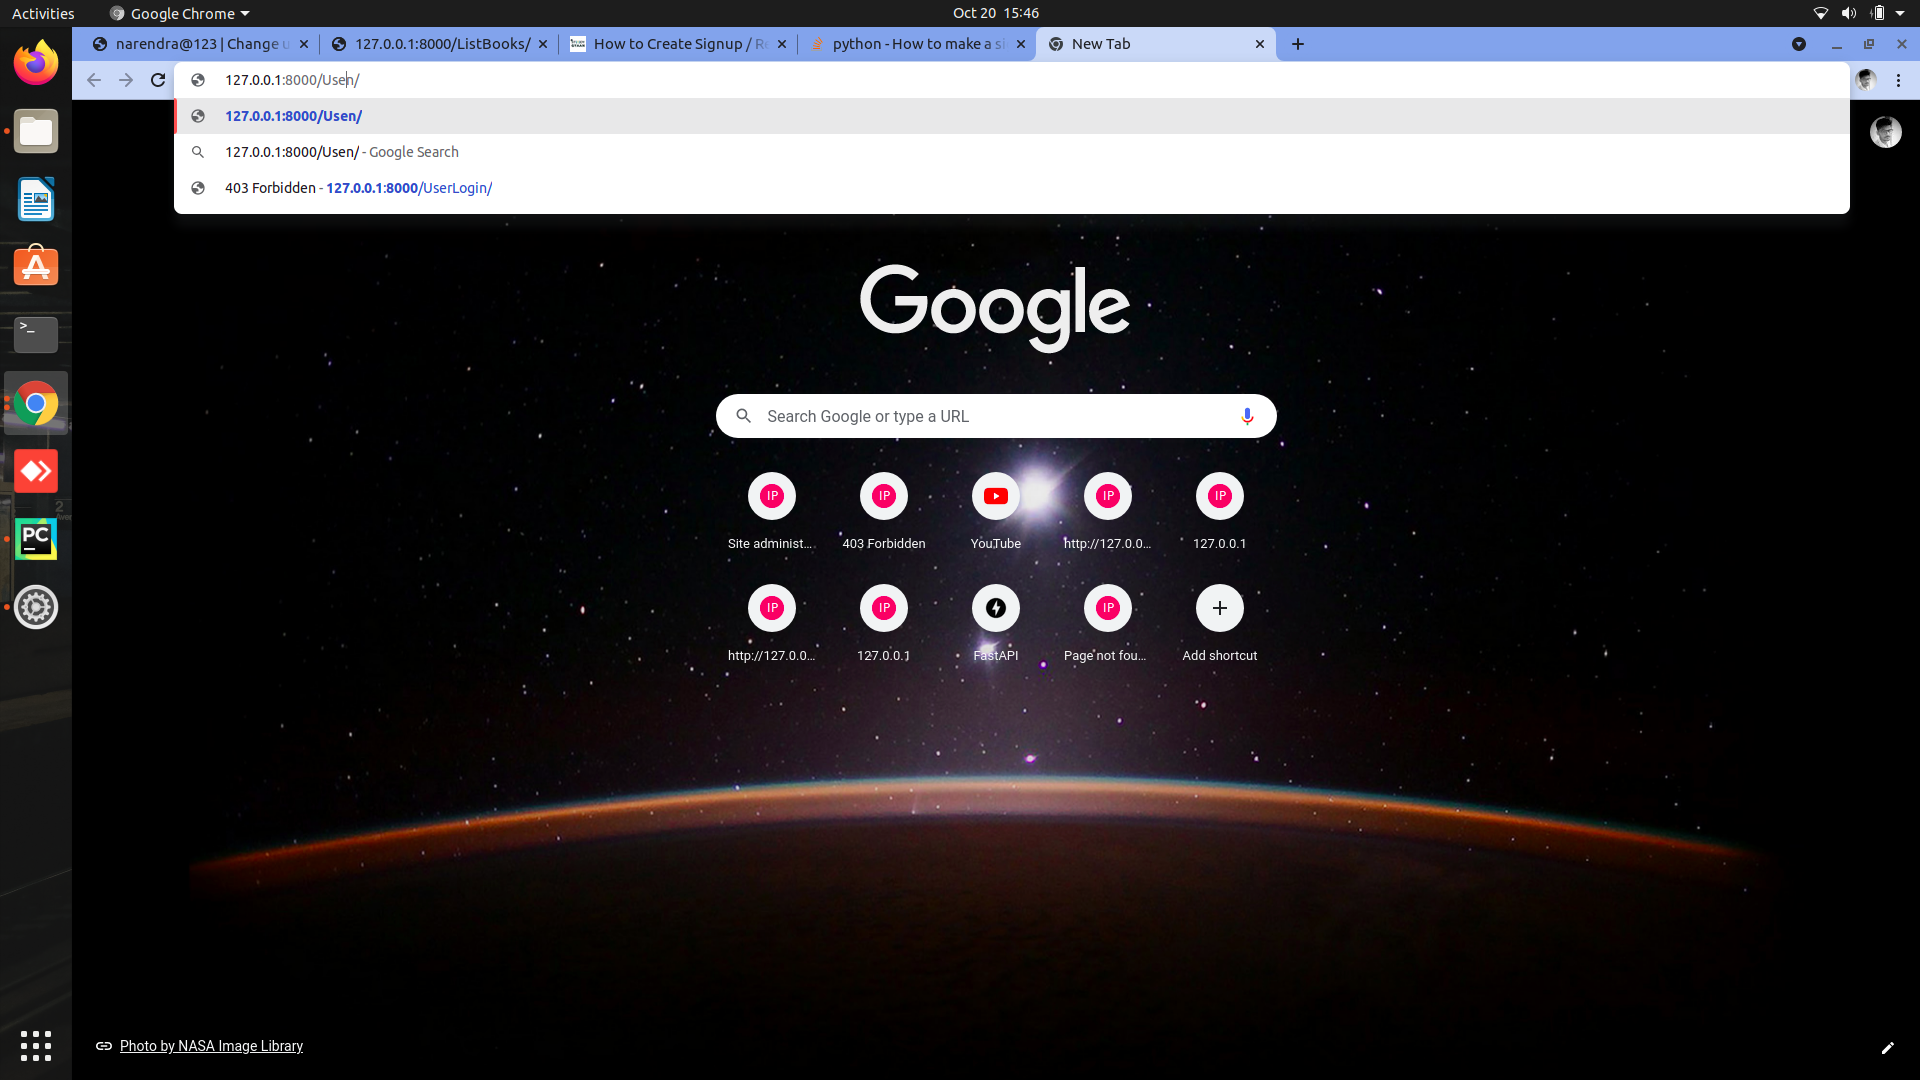 Activities
Google Chrome
Oct 20 15:46
narendra@123 | Change u
127.0.0.1:8000/ListBooks/
How to Create Signup / Re
python - How to make a si
New Tab
127.0.0.1:8000/Usen/
127.0.0.1:8000/Usen/
127.0.0.1:8000/Usen/ - Google Search
403 Forbidden - 127.0.0.1:8000/UserLogin/
Google
Search Google or type a URL
IP
IP
IP
IP
Site administ...
403 Forbidden
YouTube
http://127.0.0...
127.0.0.1
IP
IP
IP
http://127.0.0...
127.0.0.1
FastAPI
Page not fou...
Add shortcut
>_
PC
Photo by NASA Image Library